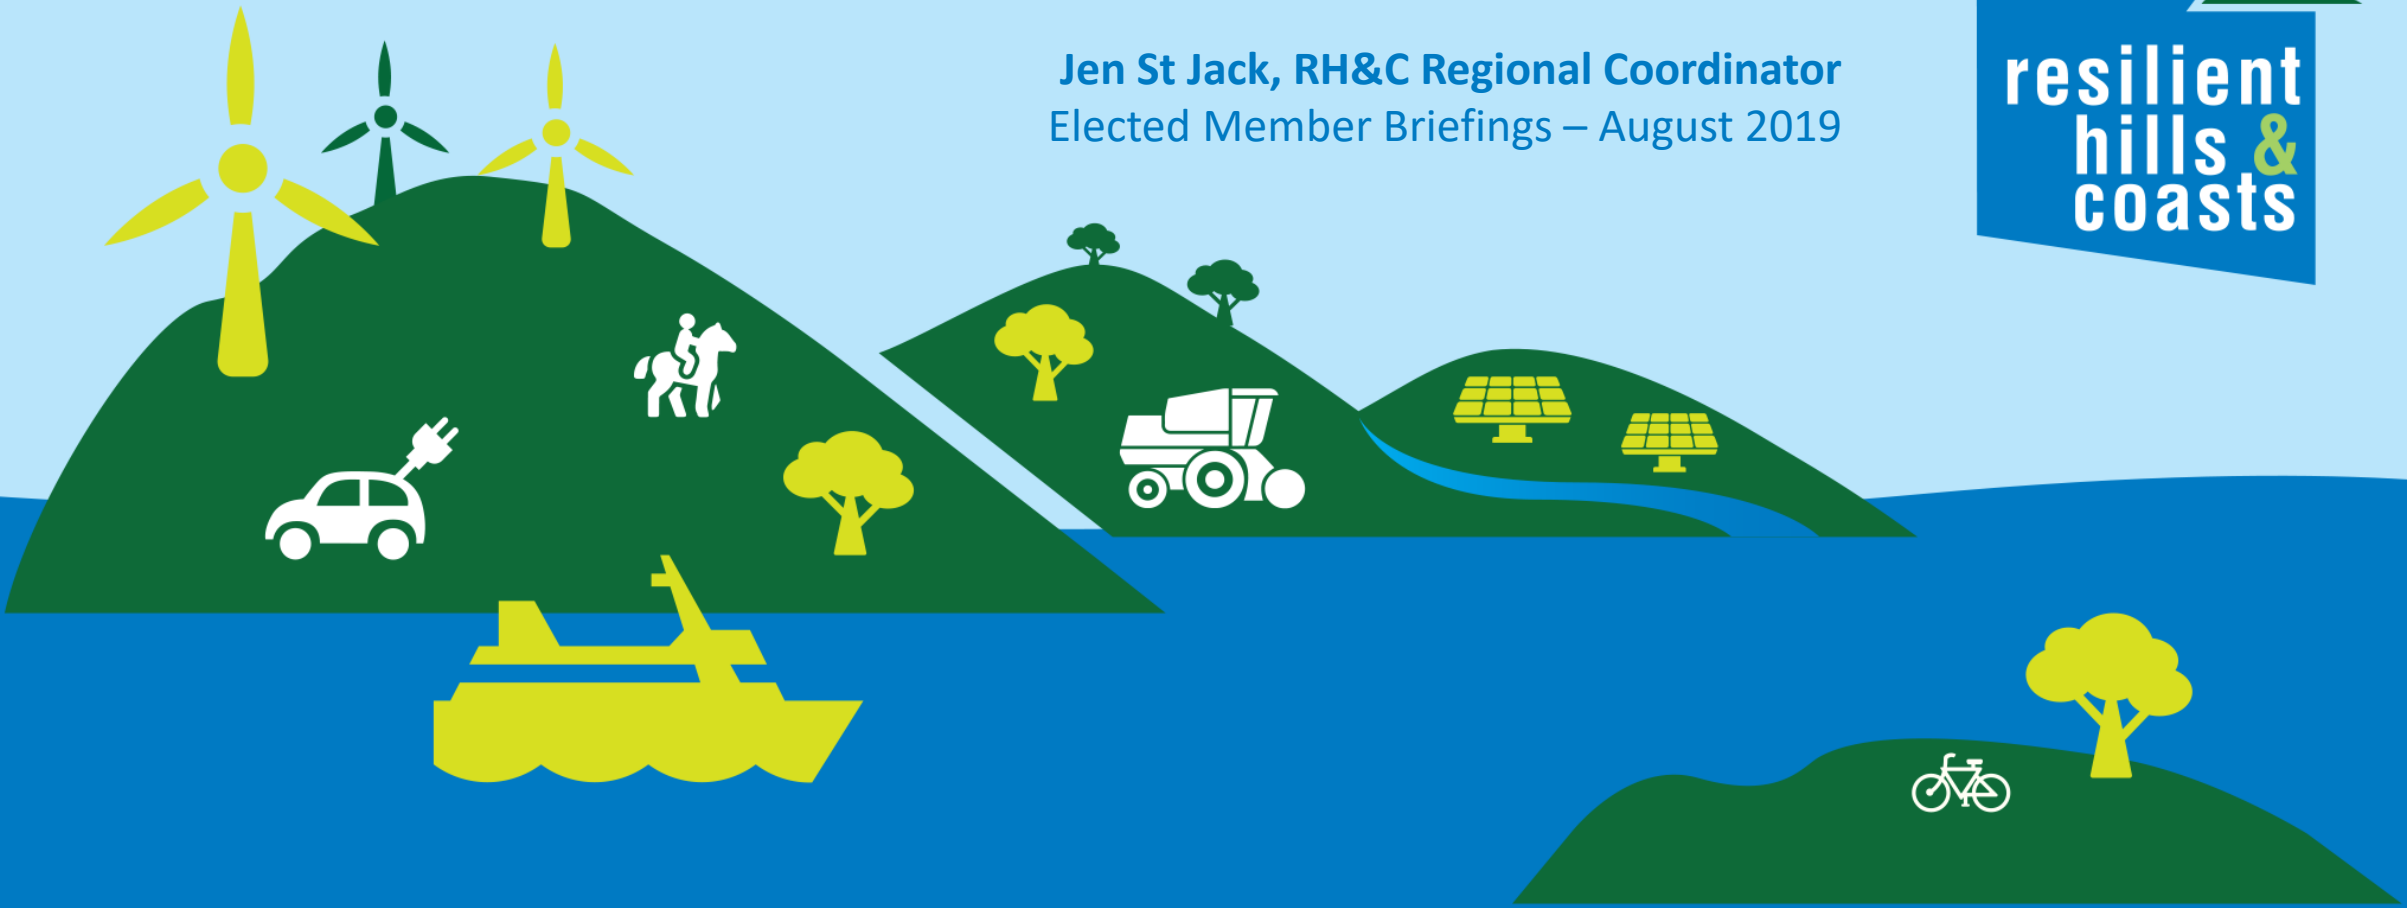 Jen St Jack, RH&C Regional Coordinator
Elected Member Briefings – August 2019
resilient
hills &
coasts